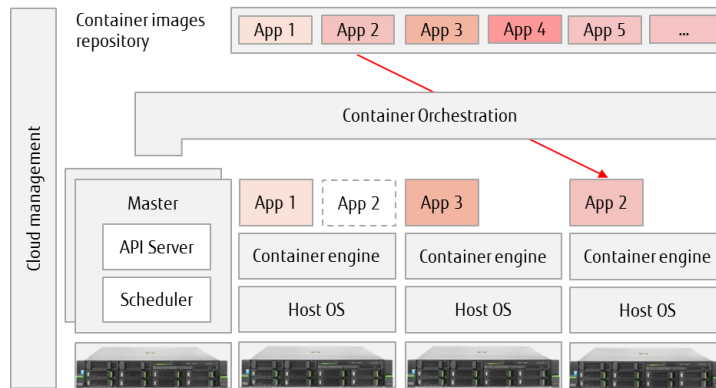 Container images
repository
App 1
App 2
App 3
App 4
App 5
...
Container Orchestration
Cloud management
Master
API Server
Scheduler
App 1
App 2
App 3
App 2
Container engine
Container engine
Container engine
Host OS
Host OS
Host OS